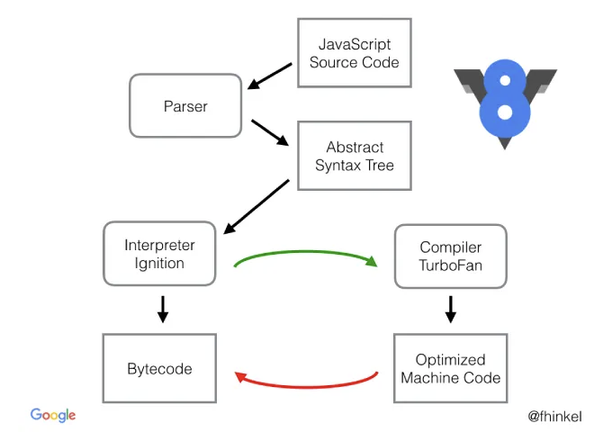 JavaScript
Source Code
Parser
Abstract
Syntax Tree
Interpreter
Ignition
Compiler
TurboFan
Bytecode
Optimized
Machine Code
Google
@fhinkel